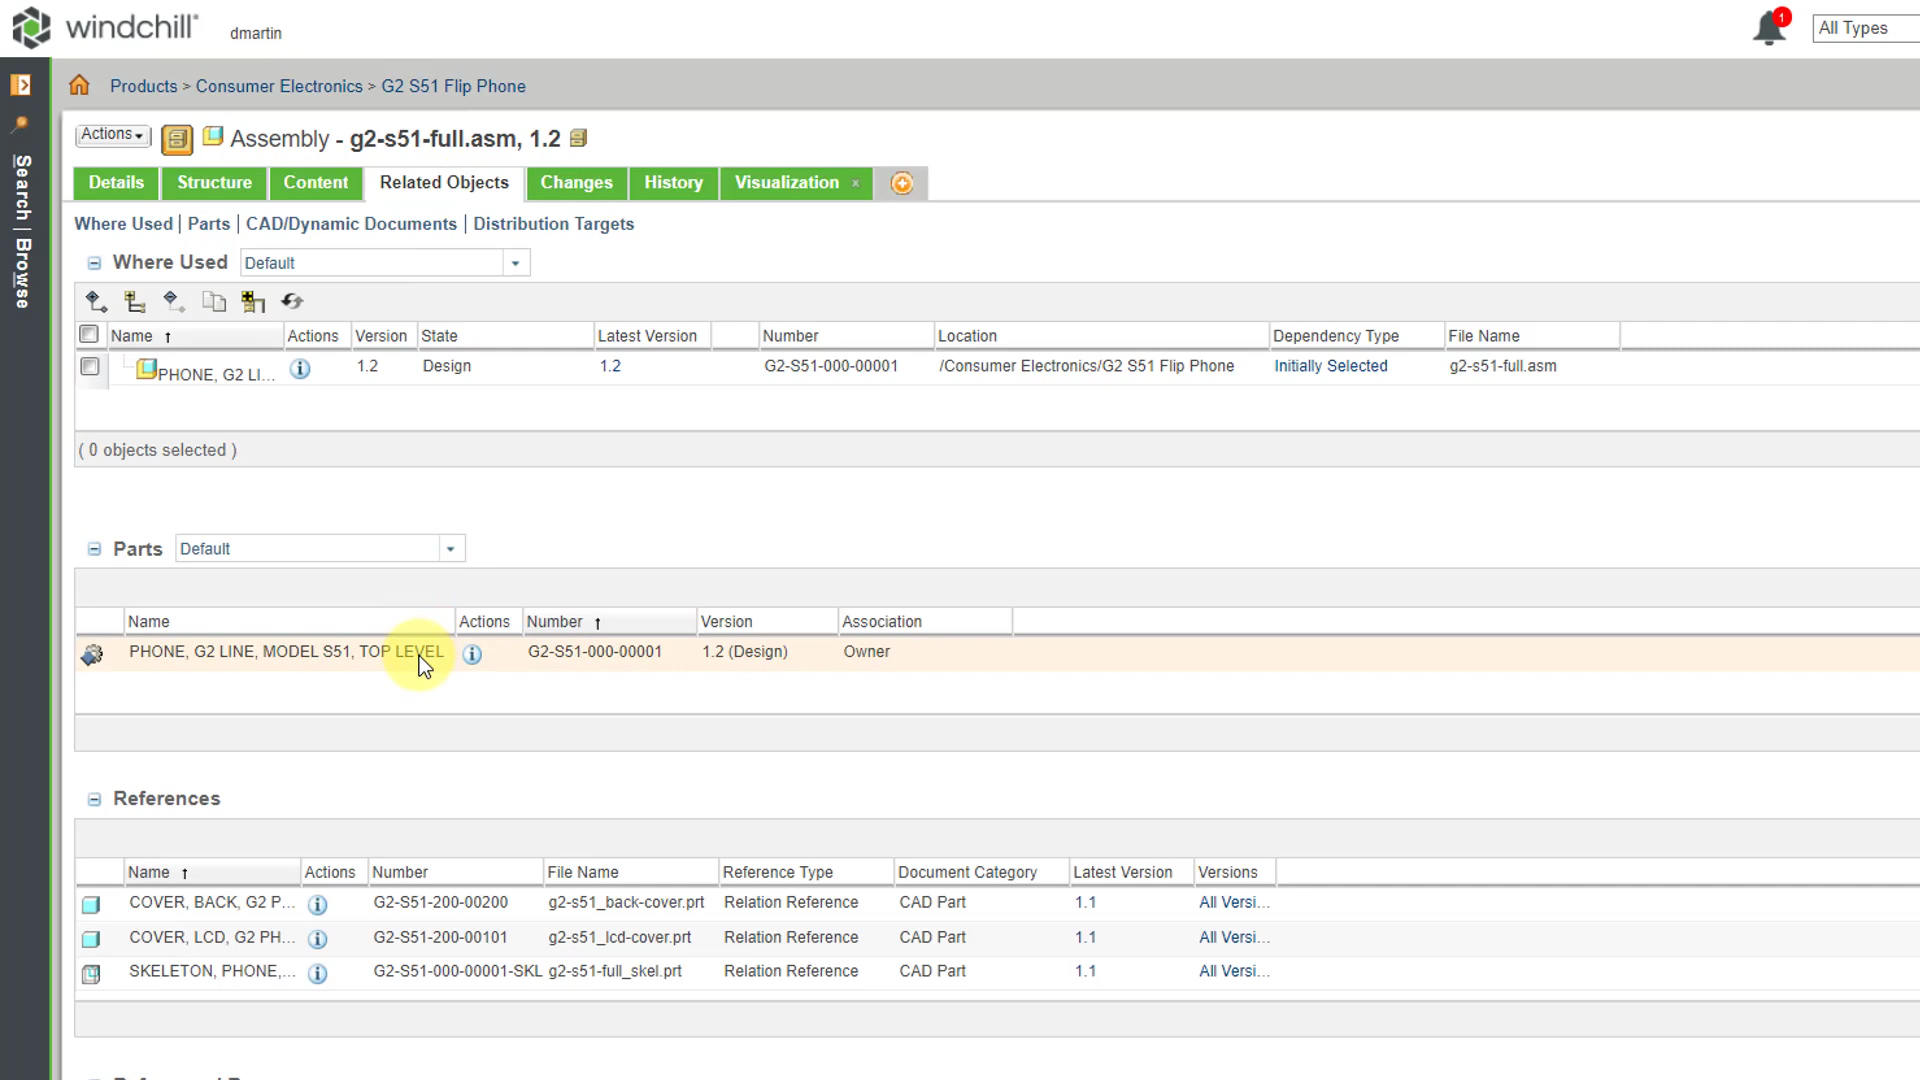 windchill®
dmartin
1
All Types
Search | Browse
Products > Consumer Electronics > G2 S51 Flip Phone
Actions
Assembly - g2-s51-full.asm, 1.2
Details Structure Content Related Objects Changes History Visualization ×
Where Used | Parts | CAD/Dynamic Documents | Distribution Targets
Where Used Default
Name ↑ Actions Version State Latest Version Number Location Dependency Type File Name
PHONE, G2 LI... 1.2 Design 1.2 G2-S51-000-00001 /Consumer Electronics/G2 S51 Flip Phone Initially Selected g2-s51-full.asm
( 0 objects selected )
Parts Default
Name Actions Number ↑ Version Association
PHONE, G2 LINE, MODEL S51, TOP LEVEL G2-S51-000-00001 1.2 (Design) Owner
References
Name ↑ Actions Number File Name Reference Type Document Category Latest Version Versions
COVER, BACK, G2 P... G2-S51-200-00200 g2-s51_back-cover.prt Relation Reference CAD Part 1.1 All Versi...
COVER, LCD, G2 PH... G2-S51-200-00101 g2-s51_lcd-cover.prt Relation Reference CAD Part 1.1 All Versi...
SKELETON, PHONE,... G2-S51-000-00001-SKL g2-s51-full_skel.prt Relation Reference CAD Part 1.1 All Versi...